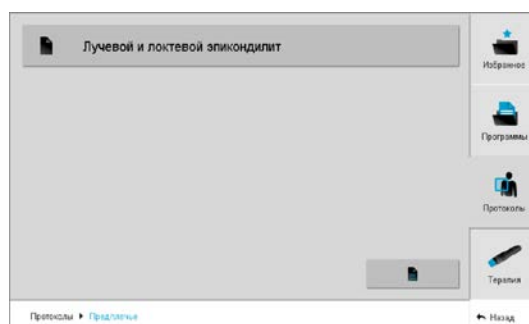 Лучевой и локтевой эпикондилит
Избранное
Программы
Протоколы
Терапия
Протоколы
Предплечье
Назад